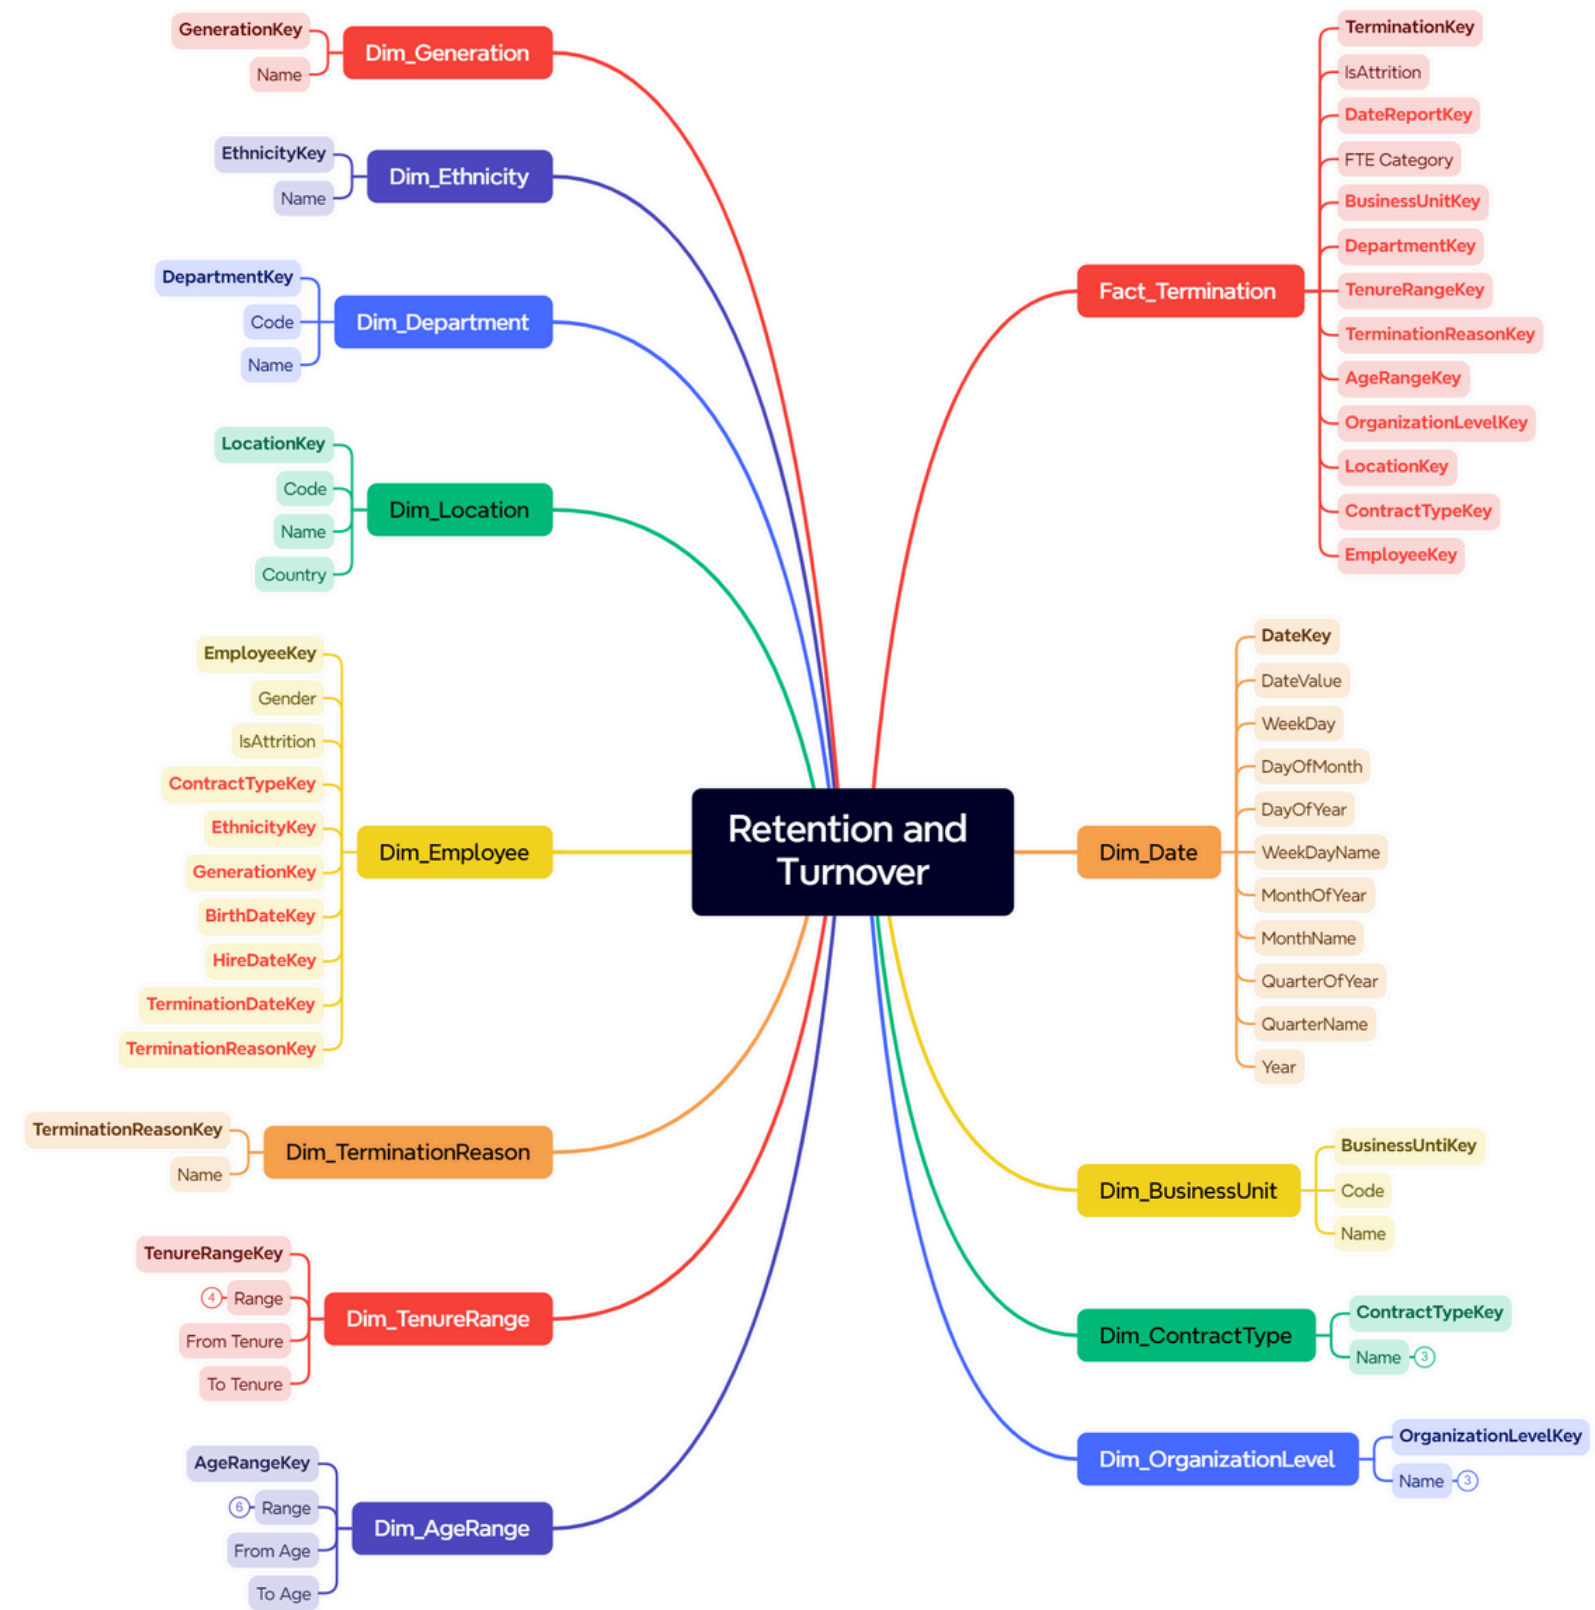 GenerationKey
Name
Dim_Generation
EthnicityKey
Name
Dim_Ethnicity
DepartmentKey
Code
Name
Dim_Department
LocationKey
Code
Name
Country
Dim_Location
EmployeeKey
Gender
IsAttrition
ContractTypeKey
EthnicityKey
GenerationKey
BirthDateKey
HireDateKey
TerminationDateKey
TerminationReasonKey
Dim_Employee
TerminationReasonKey
Name
Dim_TerminationReason
TenureRangeKey
4 Range
From Tenure
To Tenure
Dim_TenureRange
AgeRangeKey
6 Range
From Age
To Age
Dim_AgeRange
Retention and
Turnover
Fact_Termination
TerminationKey
IsAttrition
DateReportKey
FTE Category
BusinessUnitKey
DepartmentKey
TenureRangeKey
TerminationReasonKey
AgeRangeKey
OrganizationLevelKey
LocationKey
ContractTypeKey
EmployeeKey
Dim_Date
DateKey
DateValue
WeekDay
DayOfMonth
DayOfYear
WeekDayName
MonthOfYear
MonthName
QuarterOfYear
QuarterName
Year
Dim_BusinessUnit
BusinessUntiKey
Code
Name
Dim_ContractType
ContractTypeKey
Name 3
Dim_OrganizationLevel
OrganizationLevelKey
Name 3